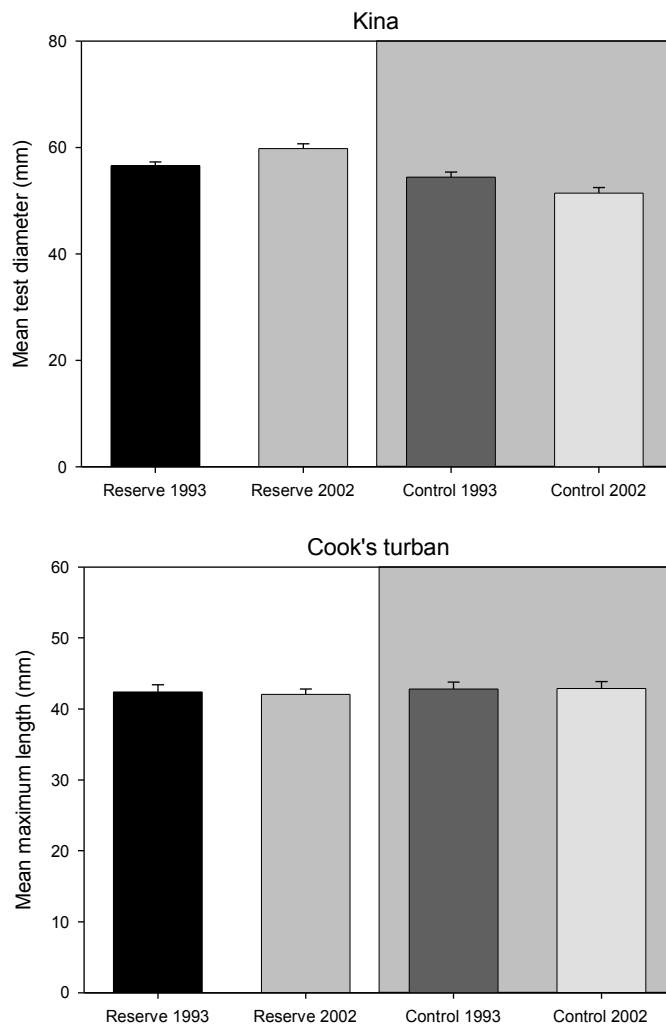 Kina
Mean test diameter (mm)
80
60
40
20
0
Reserve 1993
Reserve 2002
Control 1993
Control 2002
Cook's turban
Mean maximum length (mm)
60
50
40
30
20
10
0
Reserve 1993
Reserve 2002
Control 1993
Control 2002